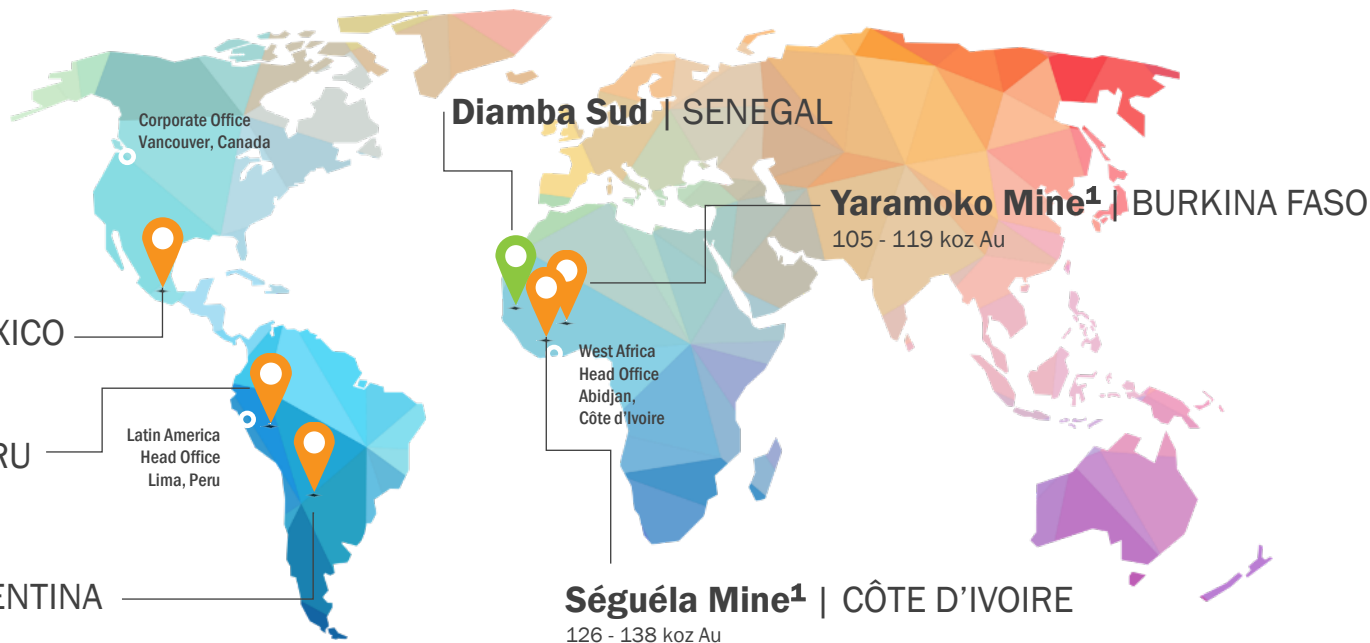 Corporate Office
Vancouver, Canada
Diamba Sud | SENEGAL
Yaramoko Mine¹ | BURKINA FASO
105 - 119 koz Au
XICO
West Africa
Head Office
Abidjan,
Côte d'Ivoire
RU
Latin America
Head Office
Lima, Peru
ENTINA
Séguéla Mine¹ | CÔTE D'IVOIRE
126 - 138 koz Au